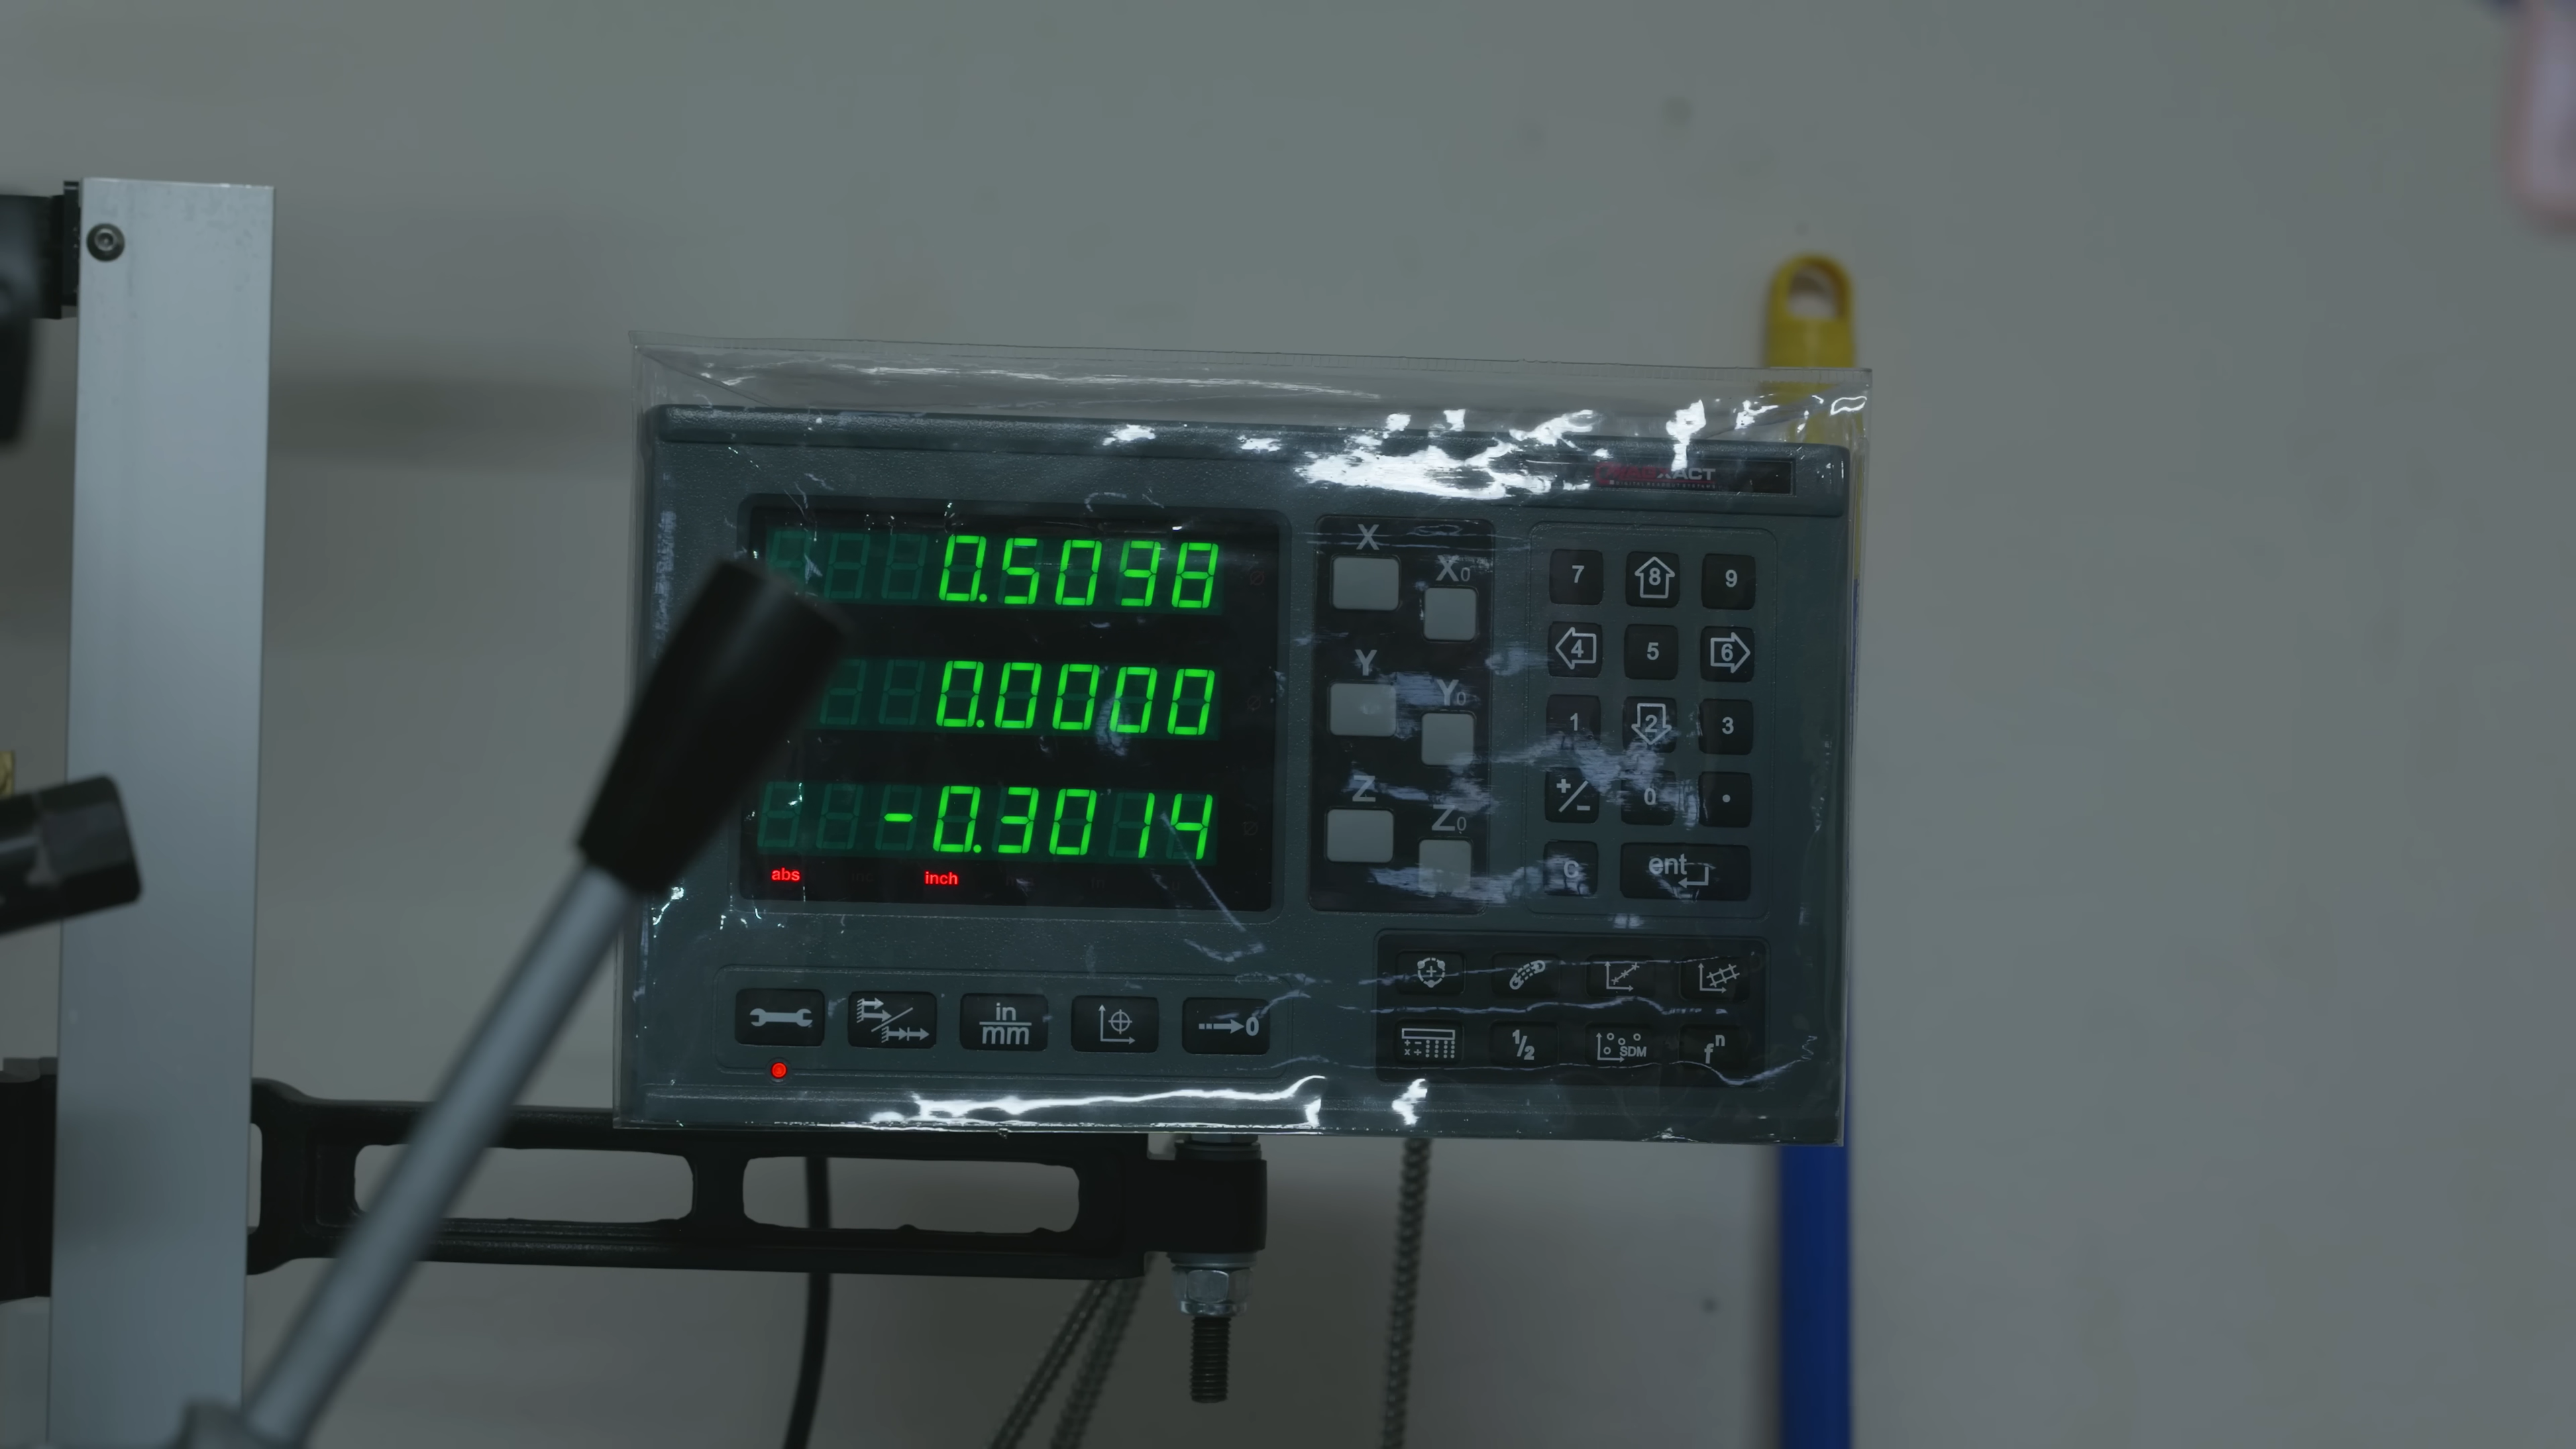 XACT
0.5098
0.0000
-0.3014
abs inch
X
X0
Y
Y0
Z
Z0
7 8 9
4 5 6
1 2 3
+/- 0 .
C ent
in
mm
→0
+ -
x ÷
1/2
SDM
fn